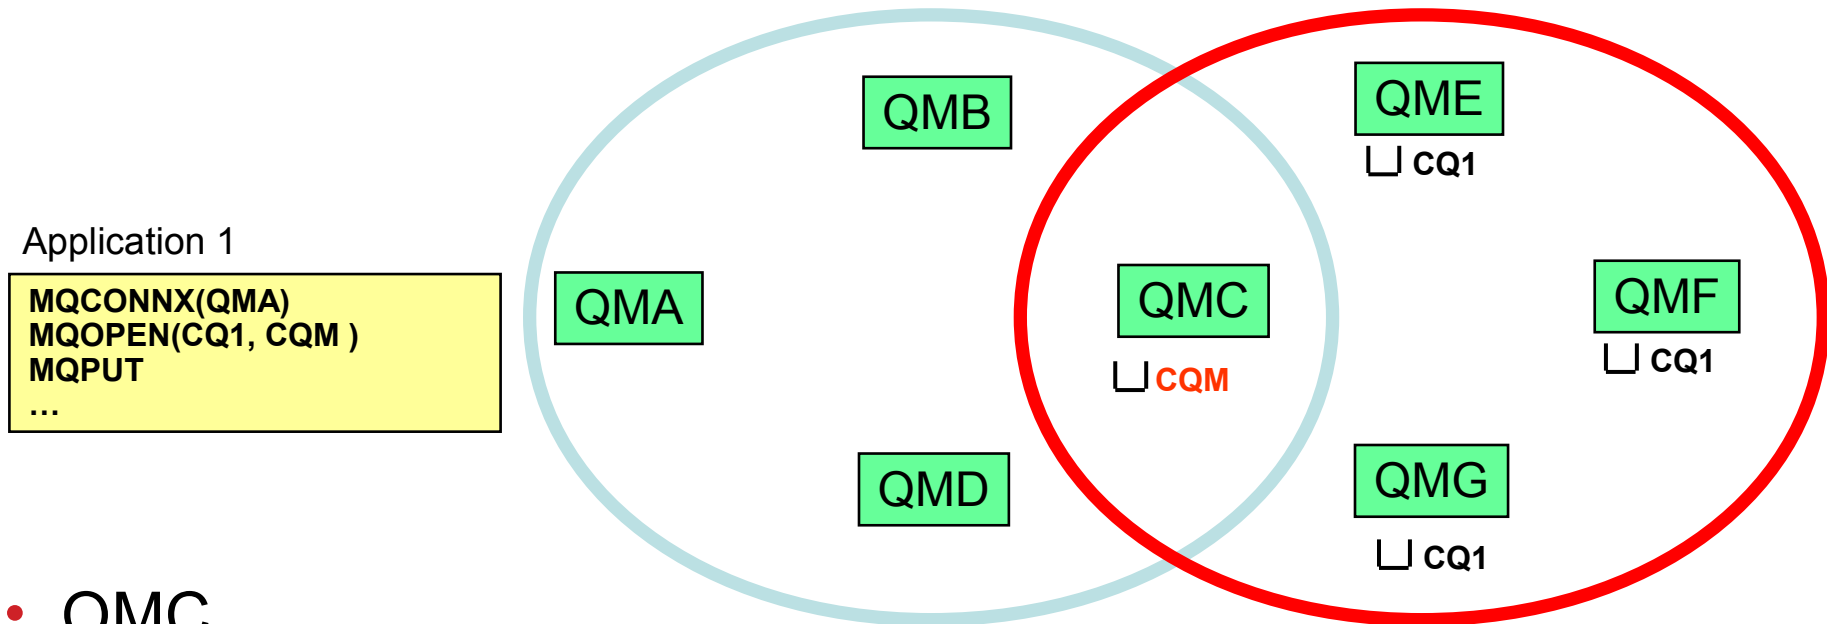 QMB
QME
CQ1
Application 1
MQCONNX(QMA)
MQOPEN(CQ1, CQM )
MQPUT
…
QMA
QMC
CQM
QMF
CQ1
QMD
QMG
CQ1
• QMC